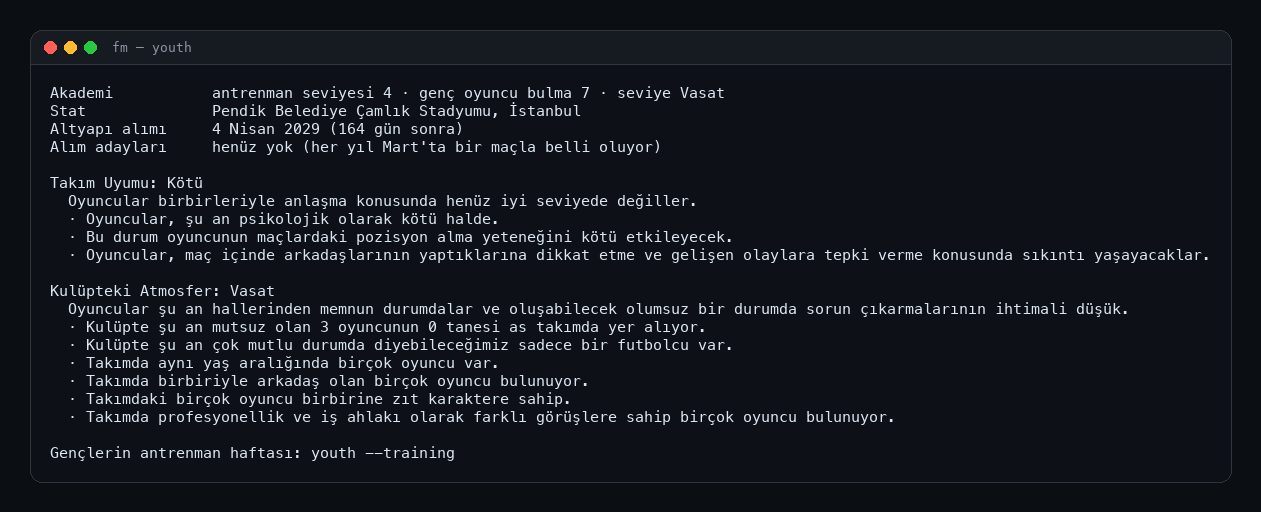 fm — youth
Akademi antrenman seviyesi 4 · genç oyuncu bulma 7 · seviye Vasat
Stat Pendik Belediye Çamlık Stadyumu, İstanbul
Altyapı alımı 4 Nisan 2029 (164 gün sonra)
Alım adayları henüz yok (her yıl Mart'ta bir maçla belli oluyor)
Takım Uyumu: Kötü
Oyuncular birbirleriyle anlaşma konusunda henüz iyi seviyede değiller.
· Oyuncular, şu an psikolojik olarak kötü halde.
· Bu durum oyuncunun maçlardaki pozisyon alma yeteneğini kötü etkileyecek.
· Oyuncular, maç içinde arkadaşlarının yaptıklarına dikkat etme ve gelişen olaylara tepki verme konusunda sıkıntı yaşayacaklar.
Kulüpteki Atmosfer: Vasat
Oyuncular şu an hallerinden memnun durumdalar ve oluşabilecek olumsuz bir durumda sorun çıkarmalarının ihtimali düşük.
· Kulüpte şu an mutsuz olan 3 oyuncunun 0 tanesi as takımda yer alıyor.
· Kulüpte şu an çok mutlu durumda diyebileceğimiz sadece bir futbolcu var.
· Takımda aynı yaş aralığında birçok oyuncu var.
· Takımda birbiriyle arkadaş olan birçok oyuncu bulunuyor.
· Takımdaki birçok oyuncu birbirine zıt karaktere sahip.
· Takımda profesyonellik ve iş ahlakı olarak farklı görüşlere sahip birçok oyuncu bulunuyor.
Gençlerin antrenman haftası: youth --training